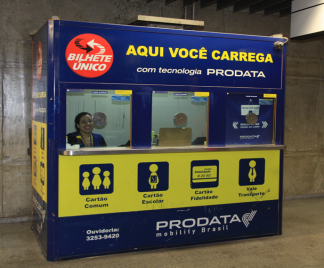 BILHETE
ÚNICO
AQUI VOCÊ CARREGA
com tecnologia PRODATA
Cartão
Comum
Cartão
Escolar
Cartão
Fidelidade
Vale
Transporte
Ouvidoria:
3253-9420
PRODATA
mobility Brasil